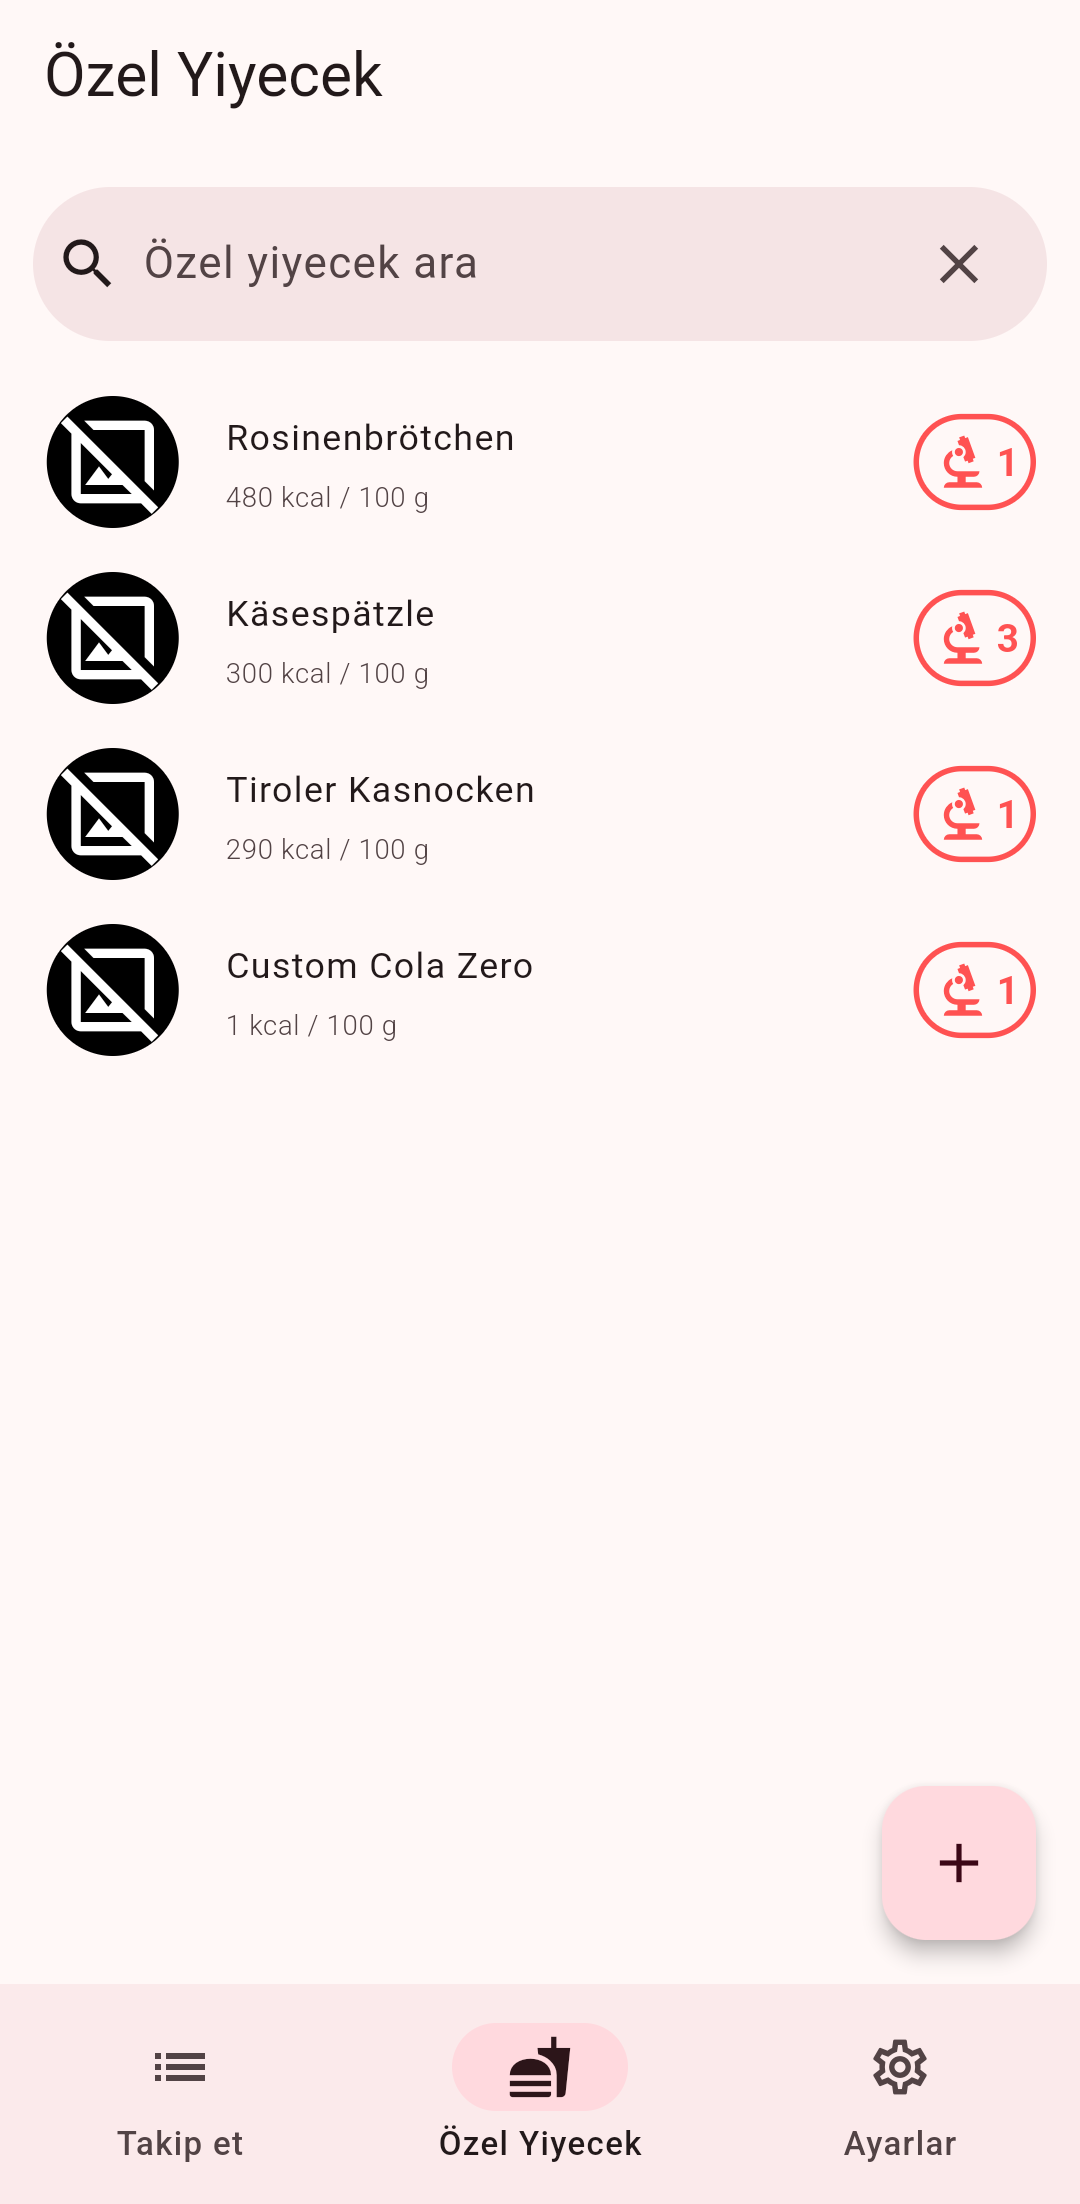 Özel Yiyecek
Özel yiyecek ara
Rosinenbrötchen
480 kcal / 100 g
1
Käsespätzle
300 kcal / 100 g
3
Tiroler Kasnocken
290 kcal / 100 g
1
Custom Cola Zero
1 kcal / 100 g
1
Takip et
Özel Yiyecek
Ayarlar